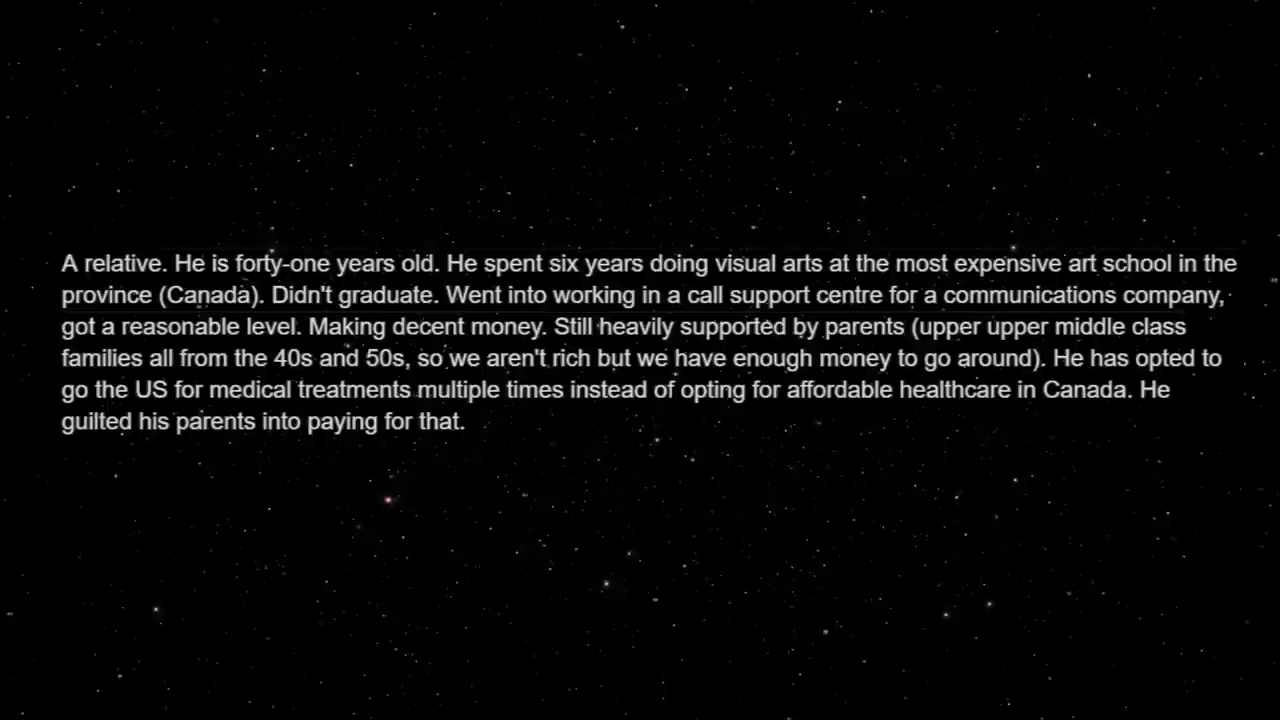 A relative. He is forty-one years old. He spent six years doing visual arts at the most expensive art school in the
province (Canada). Didn't graduate. Went into working in a call support centre for a communications company,
got a reasonable level. Making decent money. Still heavily supported by parents (upper upper middle class
families all from the 40s and 50s, so we aren't rich but we have enough money to go around). He has opted to
go the US for medical treatments multiple times instead of opting for affordable healthcare in Canada. He
guilted his parents into paying for that.